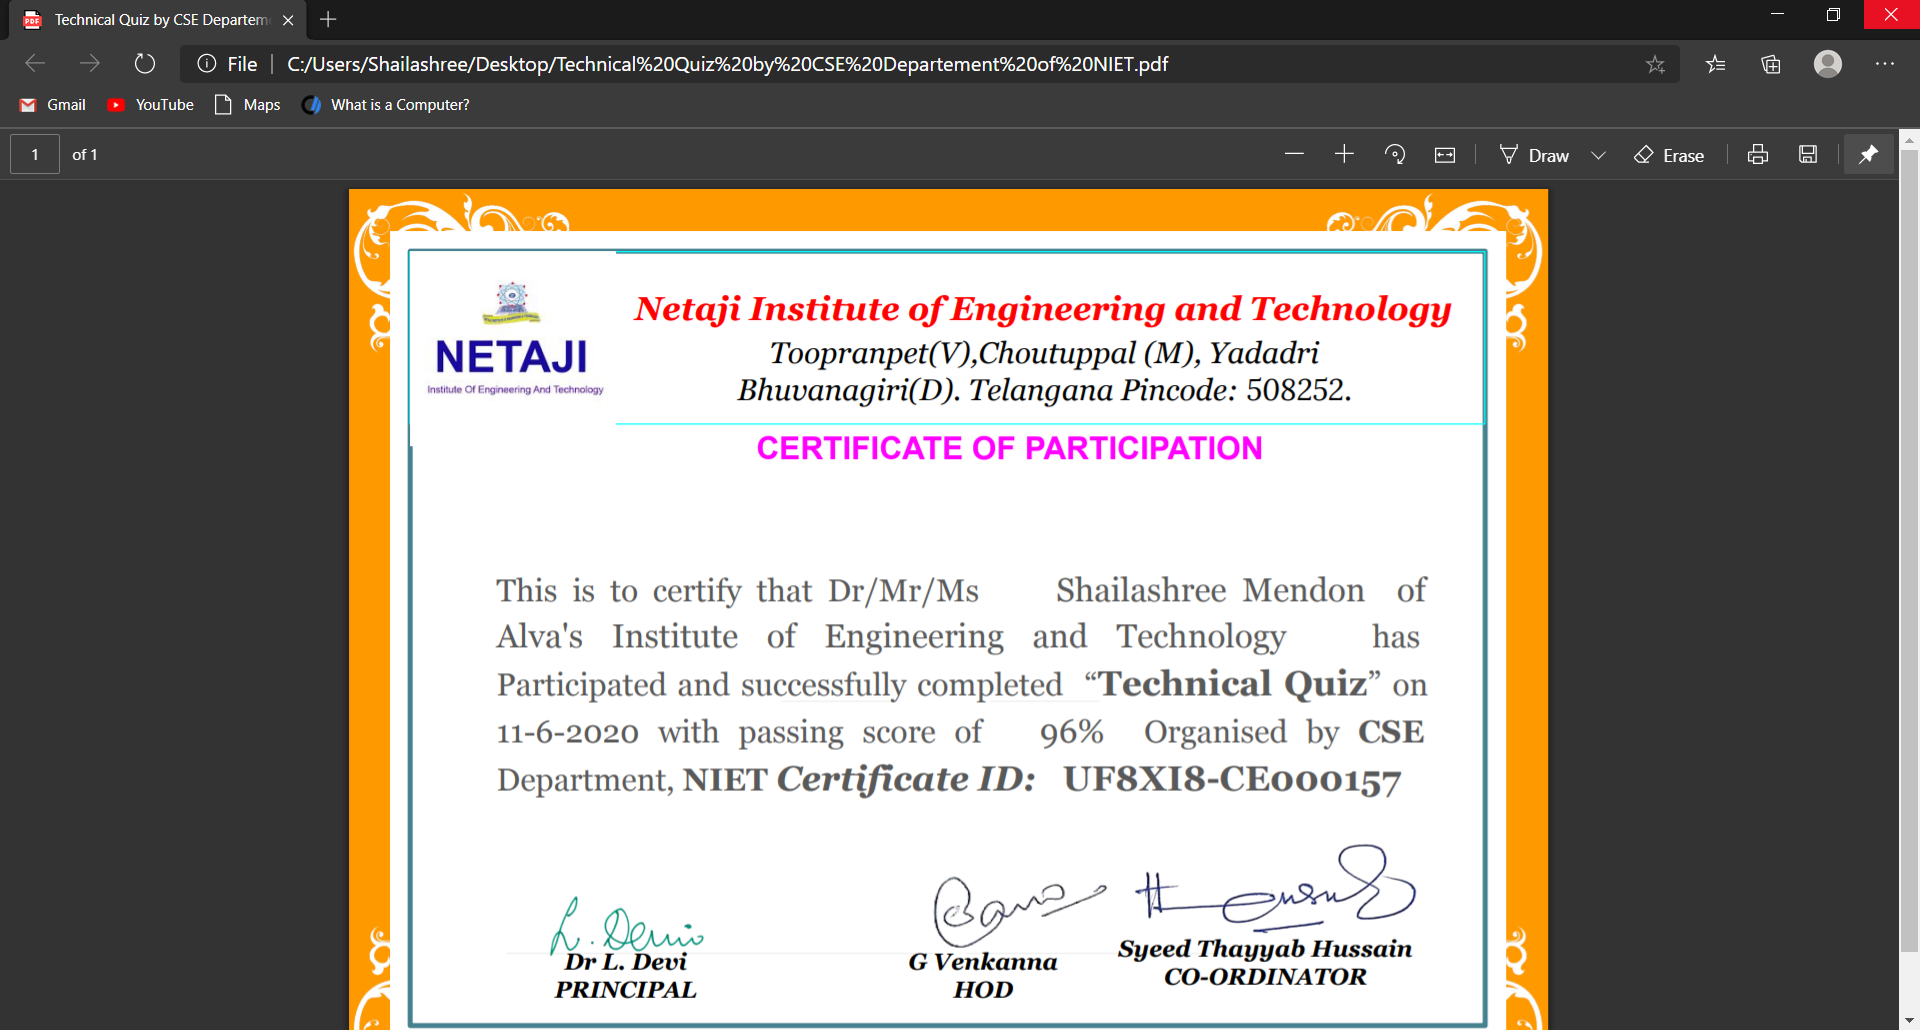 Technical Quiz by CSE Departem
File
C:/Users/Shailashree/Desktop/Technical%20Quiz%20by%20CSE%20Departement%20of%20NIET.pdf
Gmail YouTube Maps What is a Computer?
1 of 1 Draw Erase
NETAJI
Institute Of Engineering And Technology
Netaji Institute of Engineering and Technology
Toopranpet(V),Choutuppal (M), Yadadri
Bhuvanagiri(D). Telangana Pincode: 508252.
CERTIFICATE OF PARTICIPATION
This is to certify that Dr/Mr/Ms Shailashree Mendon of
Alva's Institute of Engineering and Technology has
Participated and successfully completed “Technical Quiz” on
11-6-2020 with passing score of 96% Organised by CSE
Department, NIET Certificate ID: UF8XI8-CE000157
L. Devi
Dr L. Devi
PRINCIPAL
G Venkanna
HOD
Syeed Thayyab Hussain
CO-ORDINATOR